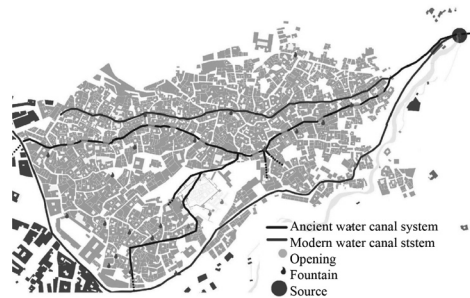 Ancient water canal system
Modern water canal ststem
Opening
Fountain
Source